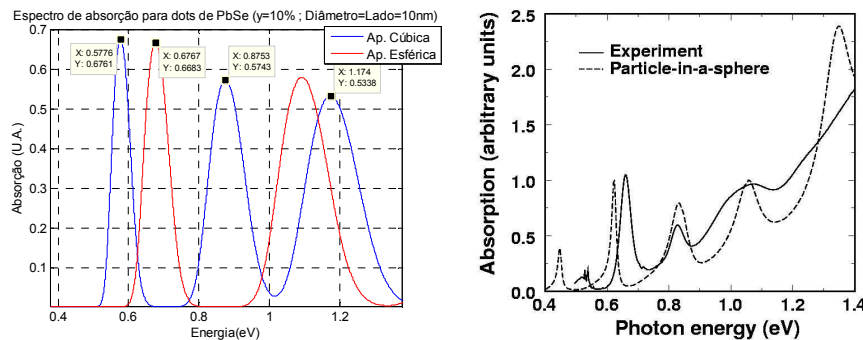 Espectro de absorção para dots de PbSe (y=10% ; Diâmetro=Lado=10nm)
Ap. Cúbica
Ap. Esférica
X: 0.5776
Y: 0.6761
X: 0.6767
Y: 0.6683
X: 0.8753
Y: 0.5743
X: 1.174
Y: 0.5338
Absorção (U.A.)
0.7
0.6
0.5
0.4
0.3
0.2
0.1
0.4 0.6 0.8 1 1.2
Energia(eV)
Experiment
Particle-in-a-sphere
Absorption (arbitrary units)
2.5
2.0
1.5
1.0
0.5
0.0
0.4 0.6 0.8 1.0 1.2 1.4
Photon energy (eV)